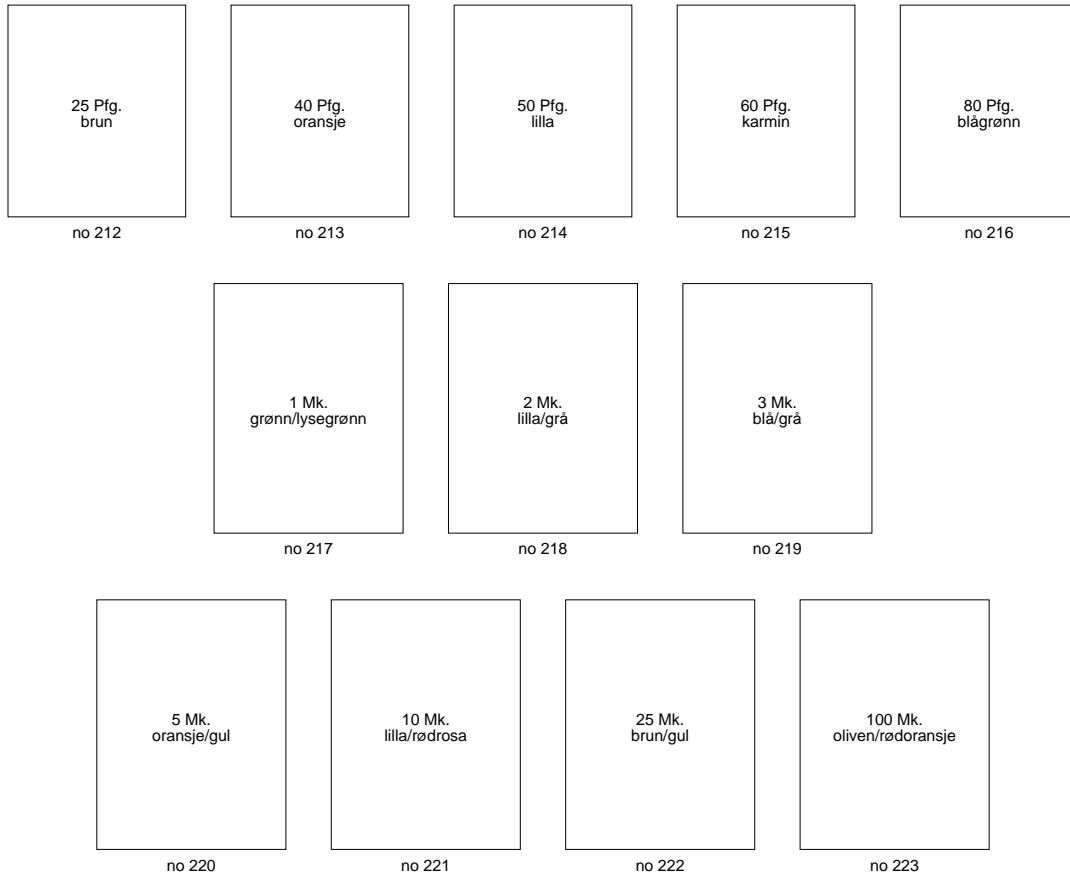 25 Pfg.
brun
40 Pfg.
oransje
50 Pfg.
lilla
60 Pfg.
karmin
80 Pfg.
blågrønn
no 212
no 213
no 214
no 215
no 216
1 Mk.
grønn/lysegrønn
2 Mk.
lilla/grå
3 Mk.
blå/grå
no 217
no 218
no 219
5 Mk.
oransje/gul
10 Mk.
lilla/rødrosa
25 Mk.
brun/gul
100 Mk.
oliven/rødoransje
no 220
no 221
no 222
no 223